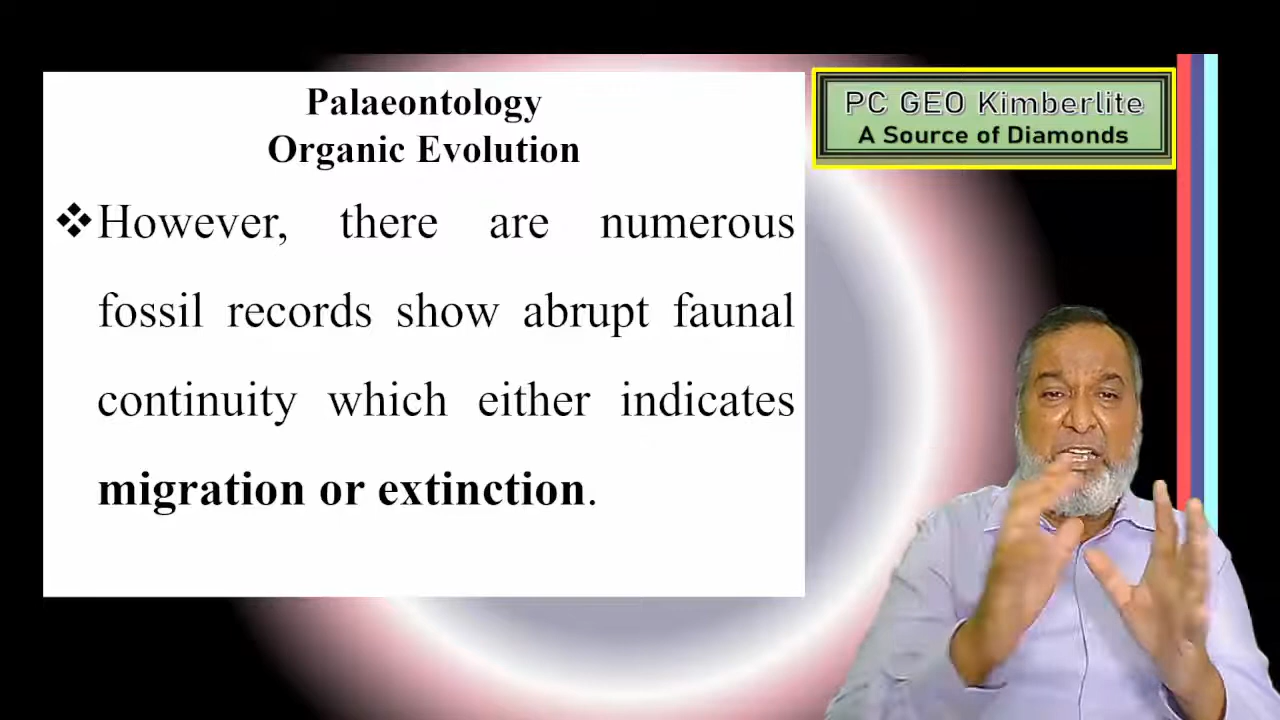 Palaeontology
Organic Evolution
❖However, there are numerous
fossil records show abrupt faunal
continuity which either indicates
migration or extinction.
PC GEO Kimberlite
A Source of Diamonds